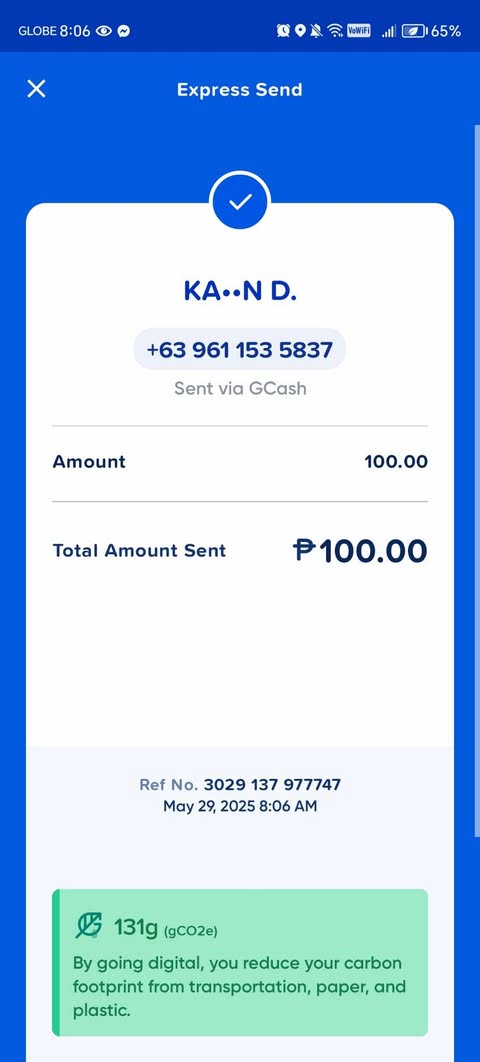 GLOBE 8:06 VoWiFi 65%
Express Send
KA••N D.
+63 961 153 5837
Sent via GCash
Amount 100.00
Total Amount Sent ₱100.00
Ref No. 3029 137 977747
May 29, 2025 8:06 AM
131g (gCO2e)
By going digital, you reduce your carbon
footprint from transportation, paper, and
plastic.